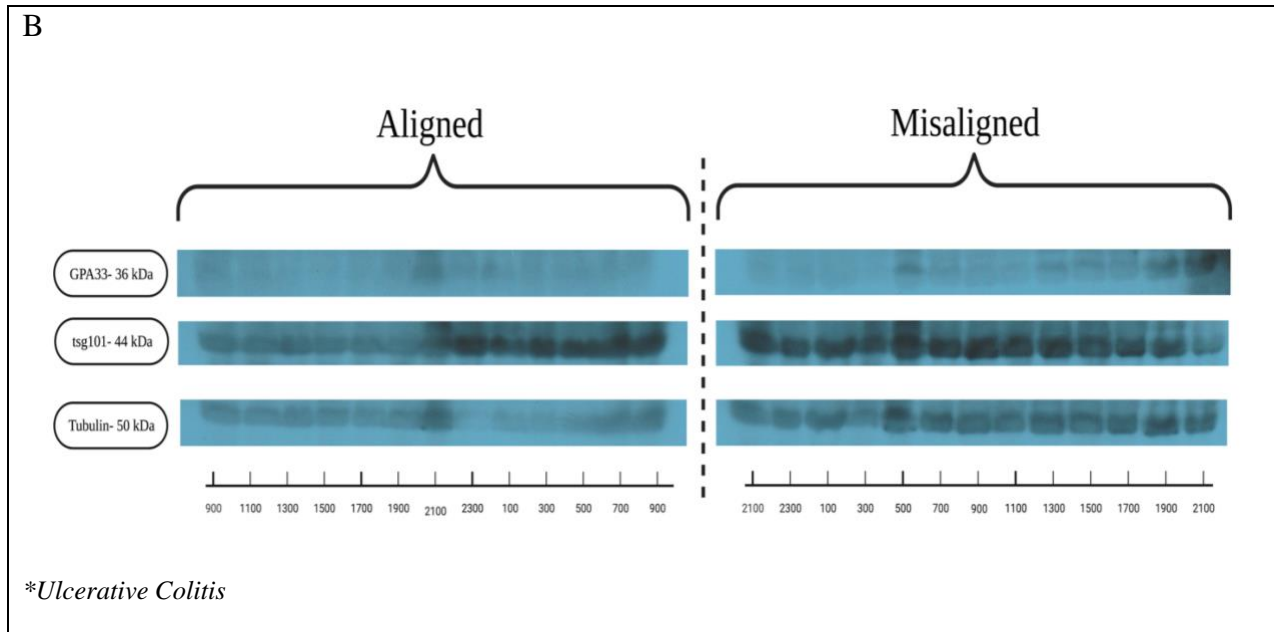 B
Aligned
Misaligned
GPA33- 36 kDa
tsg101- 44 kDa
Tubulin- 50 kDa
900 1100 1300 1500 1700 1900 2100 2300 100 300 500 700 900
2100 2300 100 300 500 700 900 1100 1300 1500 1700 1900 2100
*Ulcerative Colitis